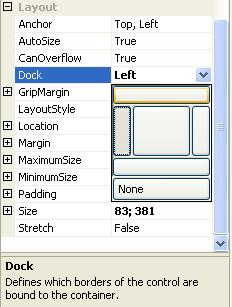 Layout
Anchor Top, Left
AutoSize True
CanOverflow True
Dock Left
GripMargin
LayoutStyle
Location
Margin
MaximumSize
MinimumSize
None
Padding
Size 83; 381
Stretch False
Dock
Defines which borders of the control are
bound to the container.